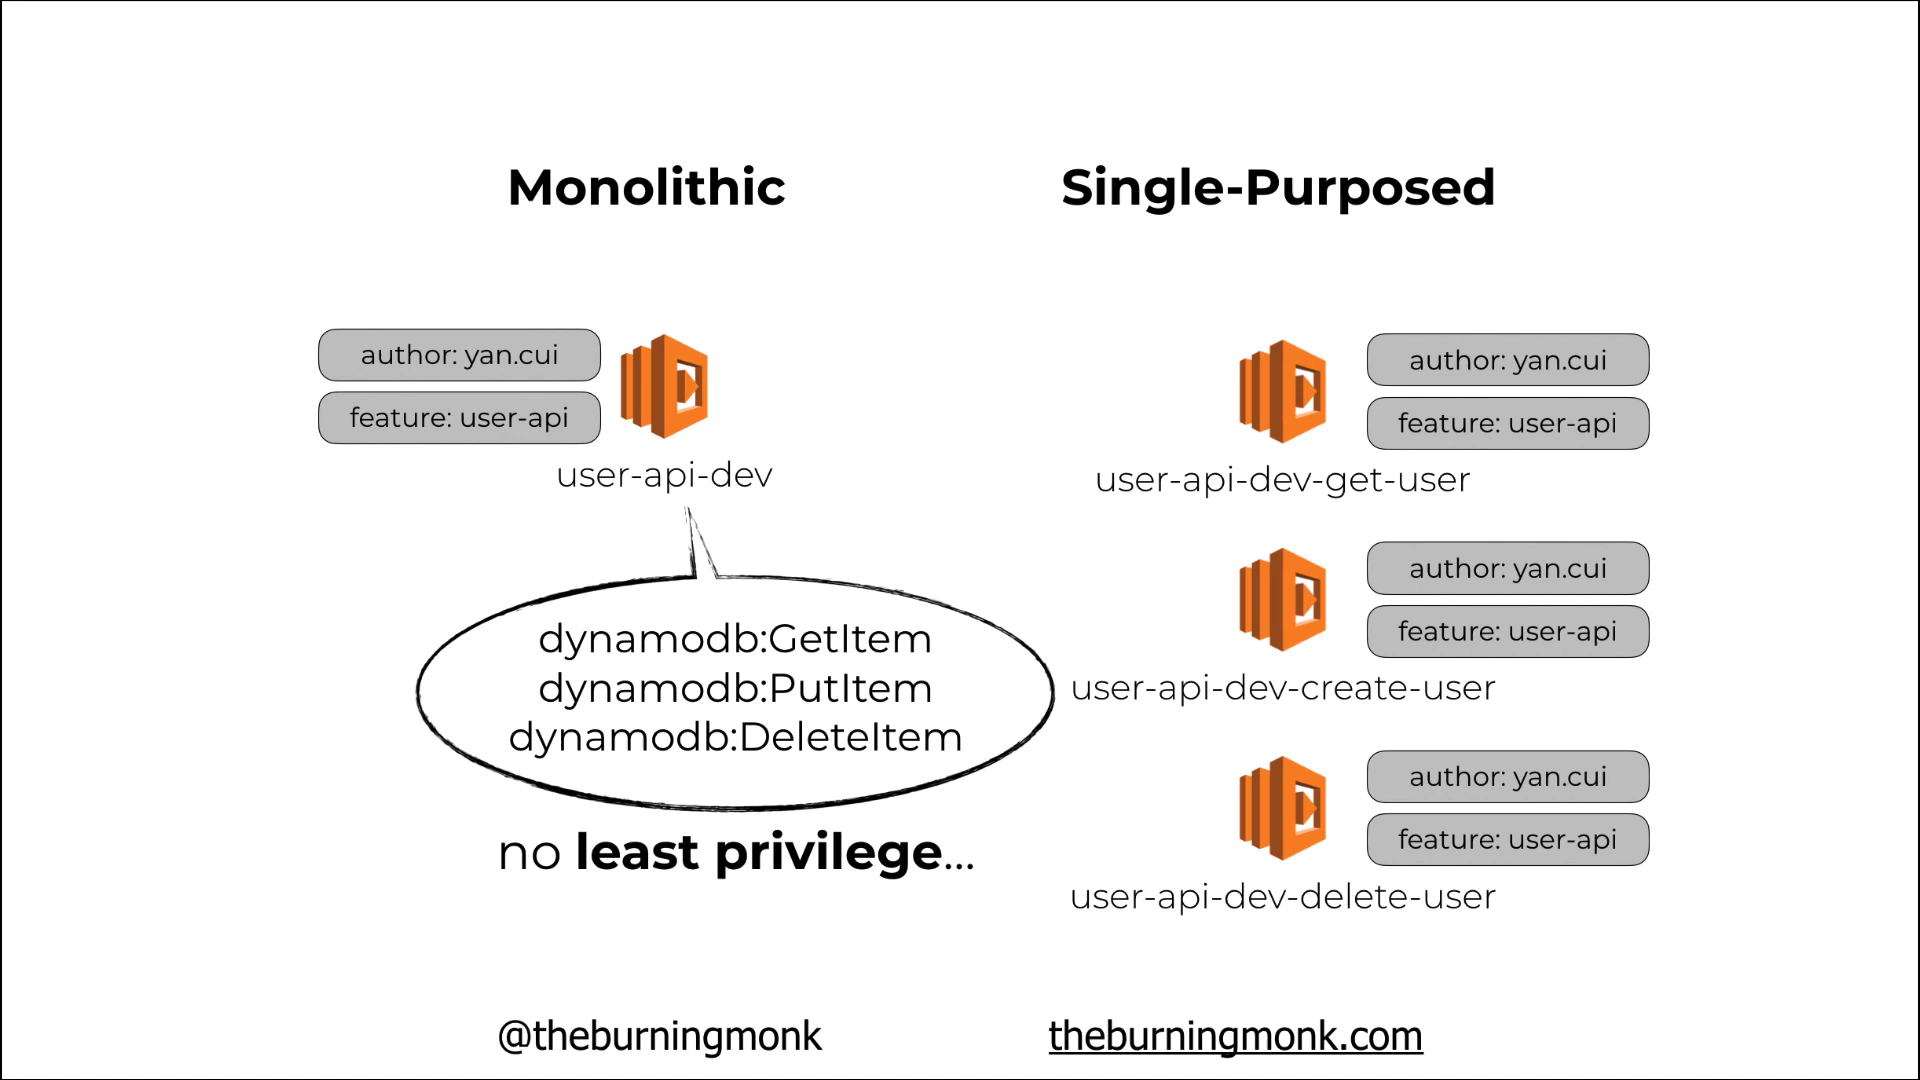 Monolithic
Single-Purposed
author: yan.cui
feature: user-api
user-api-dev
dynamodb:GetItem
dynamodb:PutItem
dynamodb:DeleteItem
no least privilege...
author: yan.cui
feature: user-api
user-api-dev-get-user
author: yan.cui
feature: user-api
user-api-dev-create-user
author: yan.cui
feature: user-api
user-api-dev-delete-user
@theburningmonk
theburningmonk.com